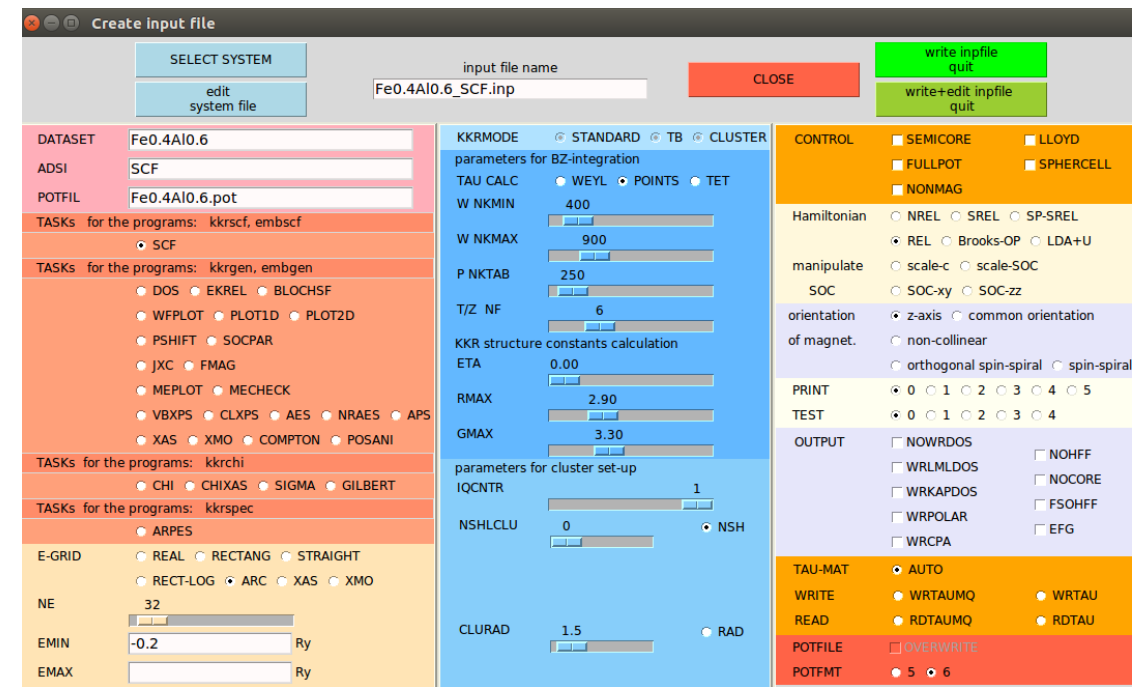 Create input file
SELECT SYSTEM
edit
system file
input file name
Fe0.4Al0.6_SCF.inp
CLOSE
write inpfile
quit
write+edit inpfile
quit
DATASET Fe0.4Al0.6
ADSI SCF
POTFIL Fe0.4Al0.6.pot
TASKs for the programs: kkrscf, embscf
SCF
TASKs for the programs: kkrgen, embgen
DOS EKREL BLOCHSF
WFPLOT PLOT1D PLOT2D
PSHIFT SOCPAR
JXC FMAG
MEPLOT MECHECK
VBXPS CLXPS AES NRAES APS
XAS XMO COMPTON POSANI
TASKs for the programs: kkrchi
CHI CHIXAS SIGMA GILBERT
TASKs for the programs: kkrspec
ARPES
E-GRID REAL RECTANG STRAIGHT
RECT-LOG ARC XAS XMO
NE 32
EMIN -0.2 Ry
EMAX Ry
KKRMODE STANDARD TB CLUSTER
parameters for BZ-integration
TAU CALC WEYL POINTS TET
W NKMIN 400
W NKMAX 900
P NKTAB 250
T/Z NF 6
KKR structure constants calculation
ETA 0.00
RMAX 2.90
GMAX 3.30
parameters for cluster set-up
IQCNTR 1
NSHLCLU 0 NSH
CLURAD 1.5 RAD
CONTROL SEMICORE LLOYD
FULLPOT SPHERCELL
NONMAG
Hamiltonian NREL SREL SP-SREL
REL Brooks-OP LDA+U
manipulate scale-c scale-SOC
SOC SOC-xy SOC-zz
orientation z-axis common orientation
of magnet. non-collinear
orthogonal spin-spiral spin-spiral
PRINT 0 1 2 3 4 5
TEST 0 1 2 3 4
OUTPUT NOWRDOS
NOHFF
WRLMLDOS
NOCORE
WRKAPDOS
FSOHFF
WRPOLAR
EFG
WRCPA
TAU-MAT AUTO
WRITE WRTAUMQ WRTAU
READ RDTAUMQ RDTAU
POTFILE OVERWRITE
POTFMT 5 6